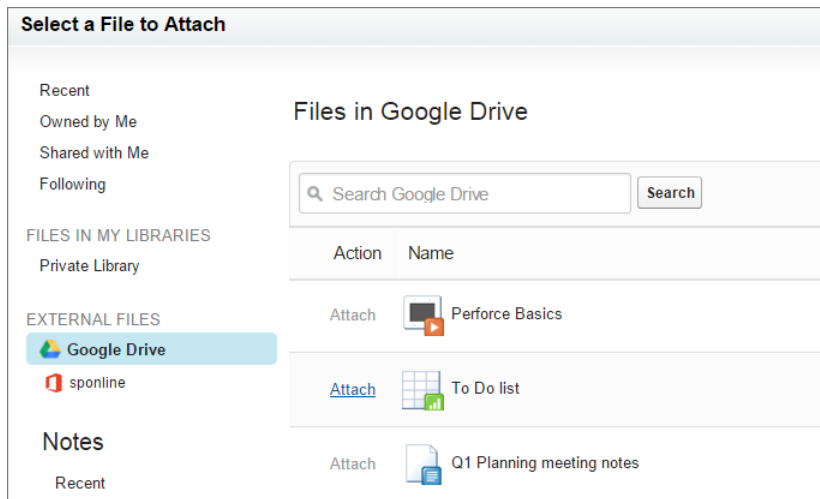 Select a File to Attach
Recent
Owned by Me
Shared with Me
Following
FILES IN MY LIBRARIES
Private Library
EXTERNAL FILES
Google Drive
sponline
Notes
Recent
Files in Google Drive
Search Google Drive
Search
Action Name
Attach Perforce Basics
Attach To Do list
Attach Q1 Planning meeting notes